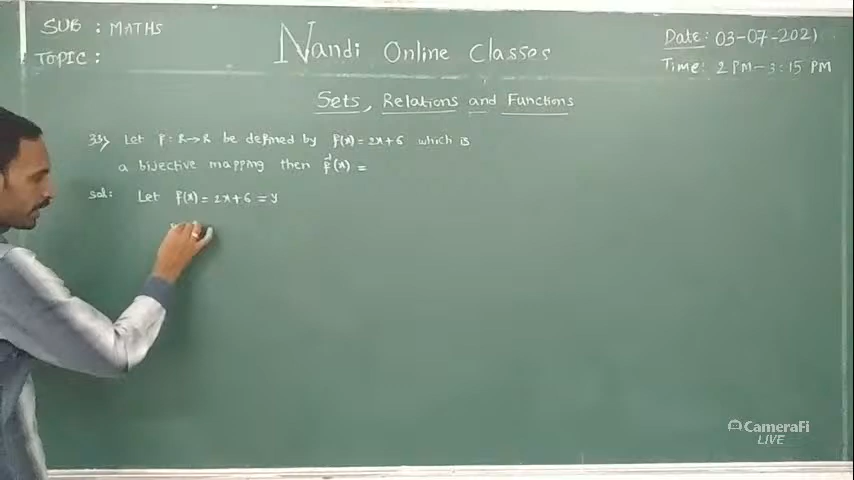 SUB : MATHS
TOPIC :
Nandi Online Classes
Date: 03-07-2021
Time: 2 PM-3:15 PM
Sets, Relations and Functions
33) Let f: R→R be defined by f(x) = 2x+6 which is
a bijective mapping then f⁻¹(x) =
Sol: Let f(x) = 2x+6 = y
CameraFi
LIVE